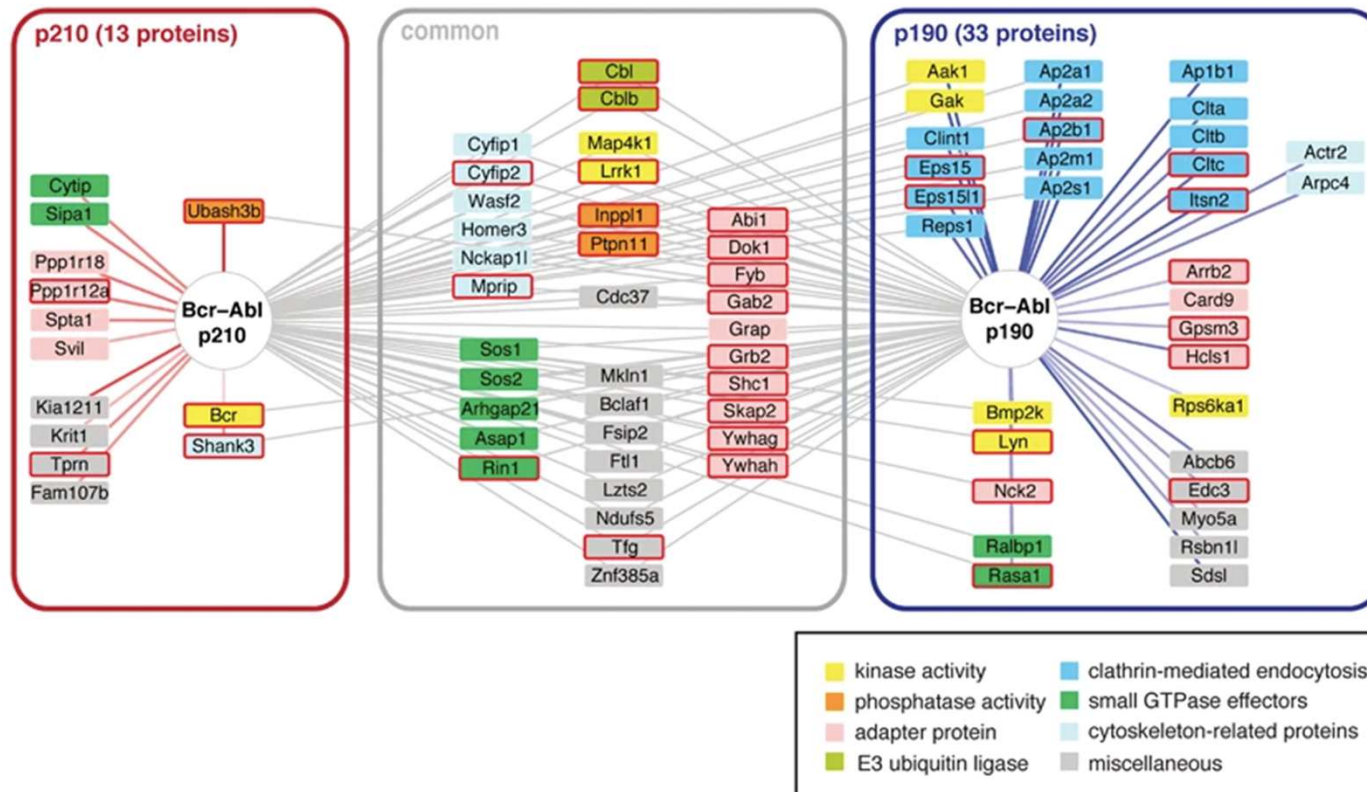 p210 (13 proteins)
Cytip
Sipa1
Ubash3b
Ppp1r18
Ppp1r12a
Spta1
Svil
Bcr–Abl
p210
Kia1211
Krit1
Tprn
Fam107b
Bcr
Shank3
common
Cbl
Cblb
Cyfip1
Cyfip2
Wasf2
Homer3
Nckap1l
Mprip
Map4k1
Lrrk1
Inppl1
Ptpn11
Cdc37
Abi1
Dok1
Fyb
Gab2
Grap
Grb2
Shc1
Skap2
Ywhag
Ywhah
Sos1
Sos2
Arhgap21
Asap1
Rin1
Mkln1
Bclaf1
Fsip2
Ftl1
Lzts2
Ndufs5
Tfg
Znf385a
p190 (33 proteins)
Aak1
Gak
Clint1
Eps15
Eps15l1
Reps1
Ap2a1
Ap2a2
Ap2b1
Ap2m1
Ap2s1
Ap1b1
Clta
Cltb
Cltc
Itsn2
Actr2
Arpc4
Bcr–Abl
p190
Arrb2
Card9
Gpsm3
Hcls1
Rps6ka1
Bmp2k
Lyn
Nck2
Ralbp1
Rasa1
Abcb6
Edc3
Myo5a
Rsbn1l
Sdsl
kinase activity
phosphatase activity
adapter protein
E3 ubiquitin ligase
clathrin-mediated endocytosis
small GTPase effectors
cytoskeleton-related proteins
miscellaneous